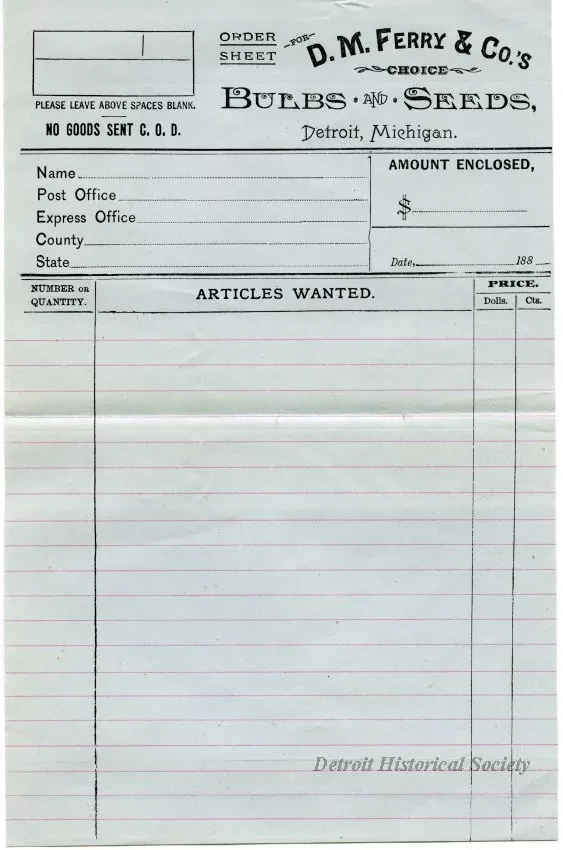 ORDER
SHEET
-FOR-
D. M. FERRY & CO.'S
CHOICE
BULBS · AND · SEEDS,
Detroit, Michigan.
PLEASE LEAVE ABOVE SPACES BLANK.
NO GOODS SENT C. O. D.
Name
Post Office
Express Office
County
State
AMOUNT ENCLOSED,
$
Date, 188
NUMBER OR
QUANTITY.
ARTICLES WANTED.
PRICE.
Dolls. Cts.
Detroit Historical Society